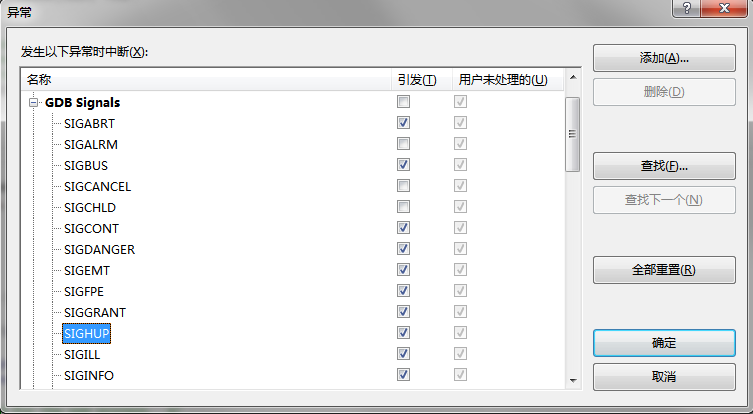 异常
发生以下异常时中断(X):
名称 引发(T) 用户未处理的(U)
GDB Signals
SIGABRT
SIGALRM
SIGBUS
SIGCANCEL
SIGCHLD
SIGCONT
SIGDANGER
SIGEMT
SIGFPE
SIGGRANT
SIGHUP
SIGILL
SIGINFO
添加(A)...
删除(D)
查找(F)...
查找下一个(N)
全部重置(R)
确定
取消